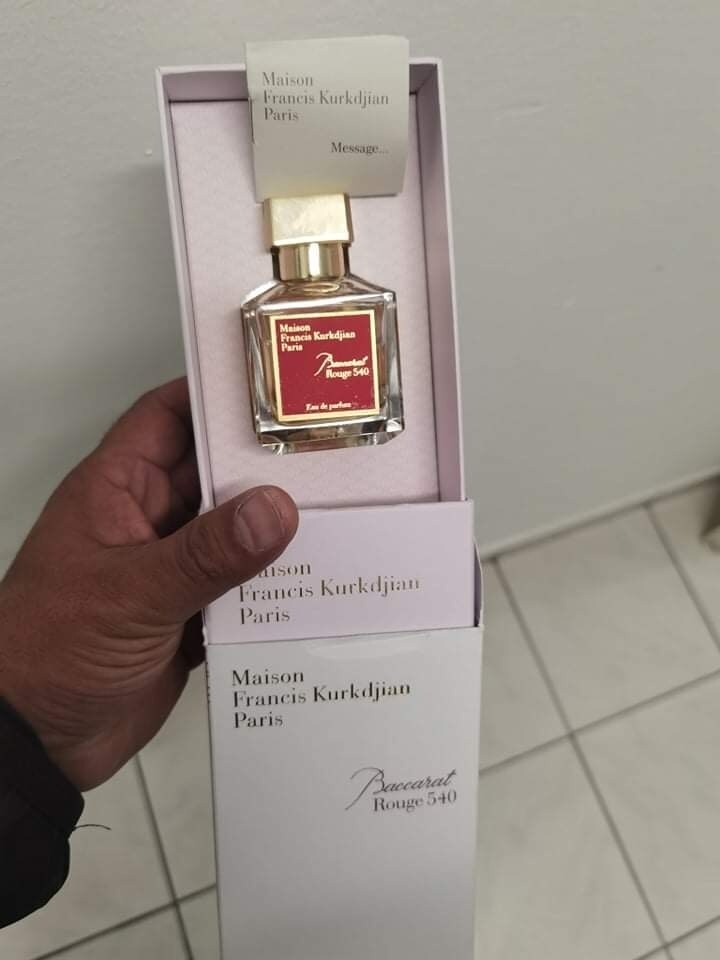 Maison
Francis Kurkdjian
Paris
Message...
Maison
Francis Kurkdjian
Paris
Baccarat
Rouge 540
Eau de parfum
Maison
Francis Kurkdjian
Paris
Maison
Francis Kurkdjian
Paris
Baccarat
Rouge 540